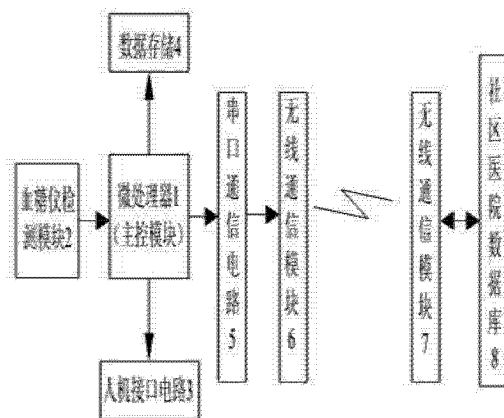 数据存储4
血糖仪检
测模块2
微处理器1
（主控模块）
人机接口电路3
串口通信电路5
无线通信模块6
无线通信模块7
社区医院数据库8